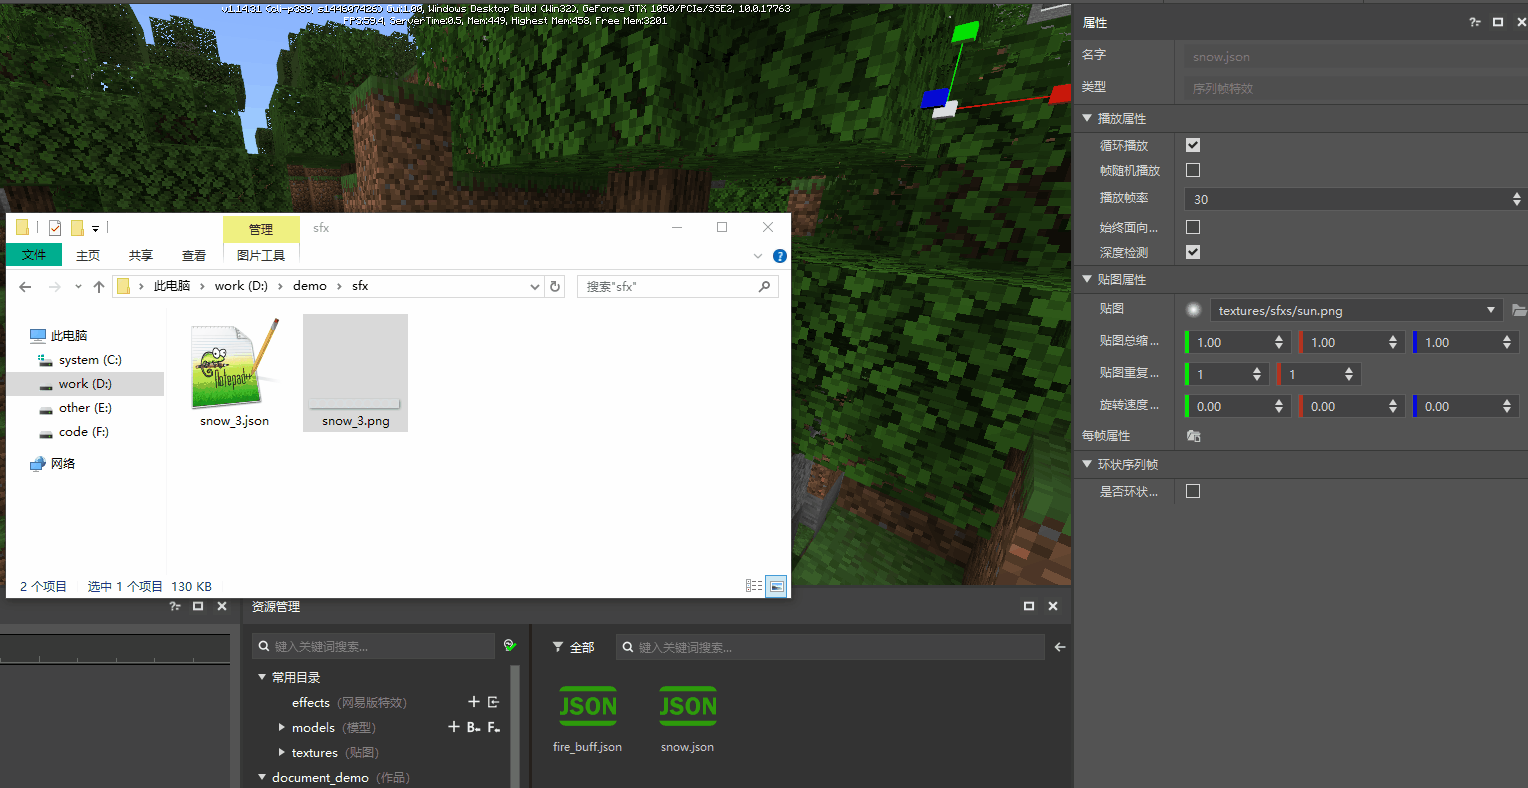 v1.14.31 (dl-p399, s14460742b) Gui:1.00, Windows Desktop Build (Win32), GeForce GTX 1050/PCIe/SSE2, 10.0.17763
FPS:59.4, ServerTime:0.5, Mem:449, Highest Mem:458, Free Mem:3201
管理
sfx
文件
主页
共享
查看
图片工具
此电脑
work (D:)
demo
sfx
搜索"sfx"
此电脑
system (C:)
work (D:)
other (E:)
code (F:)
网络
Notepad++
snow_3.json
snow_3.png
2 个项目
选中 1 个项目
130 KB
资源管理
键入关键词搜索...
常用目录
effects (网易版特效)
models (模型)
B
F
textures (贴图)
document_demo (作品)
全部
键入关键词搜索...
JSON
fire_buff.json
JSON
snow.json
属性
名字
snow.json
类型
序列帧特效
播放属性
循环播放
帧随机播放
播放帧率
30
始终面向...
深度检测
贴图属性
贴图
textures/sfxs/sun.png
贴图总缩...
1.00
1.00
1.00
贴图重复...
1
1
旋转速度...
0.00
0.00
0.00
每帧属性
环状序列帧
是否环状...